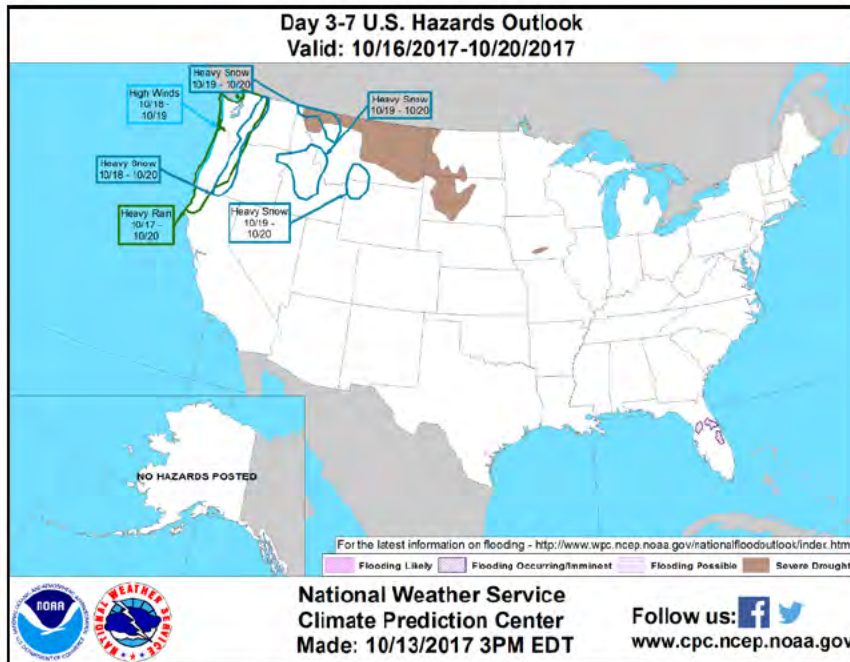 Day 3-7 U.S. Hazards Outlook
Valid: 10/16/2017-10/20/2017
Heavy Snow
10/19 - 10/20
High Winds
10/18 -
10/19
Heavy Snow
10/19 - 10/20
Heavy Snow
10/18 - 10/20
Heavy Rain
10/17 -
10/20
Heavy Snow
10/19 -
10/20
NO HAZARDS POSTED
For the latest information on flooding - http://www.wpc.ncep.noaa.gov/nationalfloodoutlook/index.htm
Flooding Likely
Flooding Occurring/Imminent
Flooding Possible
Severe Drought
NOAA
NATIONAL WEATHER SERVICE
National Weather Service
Climate Prediction Center
Made: 10/13/2017 3PM EDT
Follow us:
www.cpc.ncep.noaa.gov